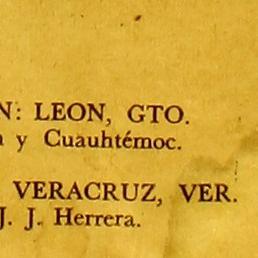 N: LEON, GTO.
y Cuauhtémoc.
VERACRUZ, VER.
J. J. Herrera.